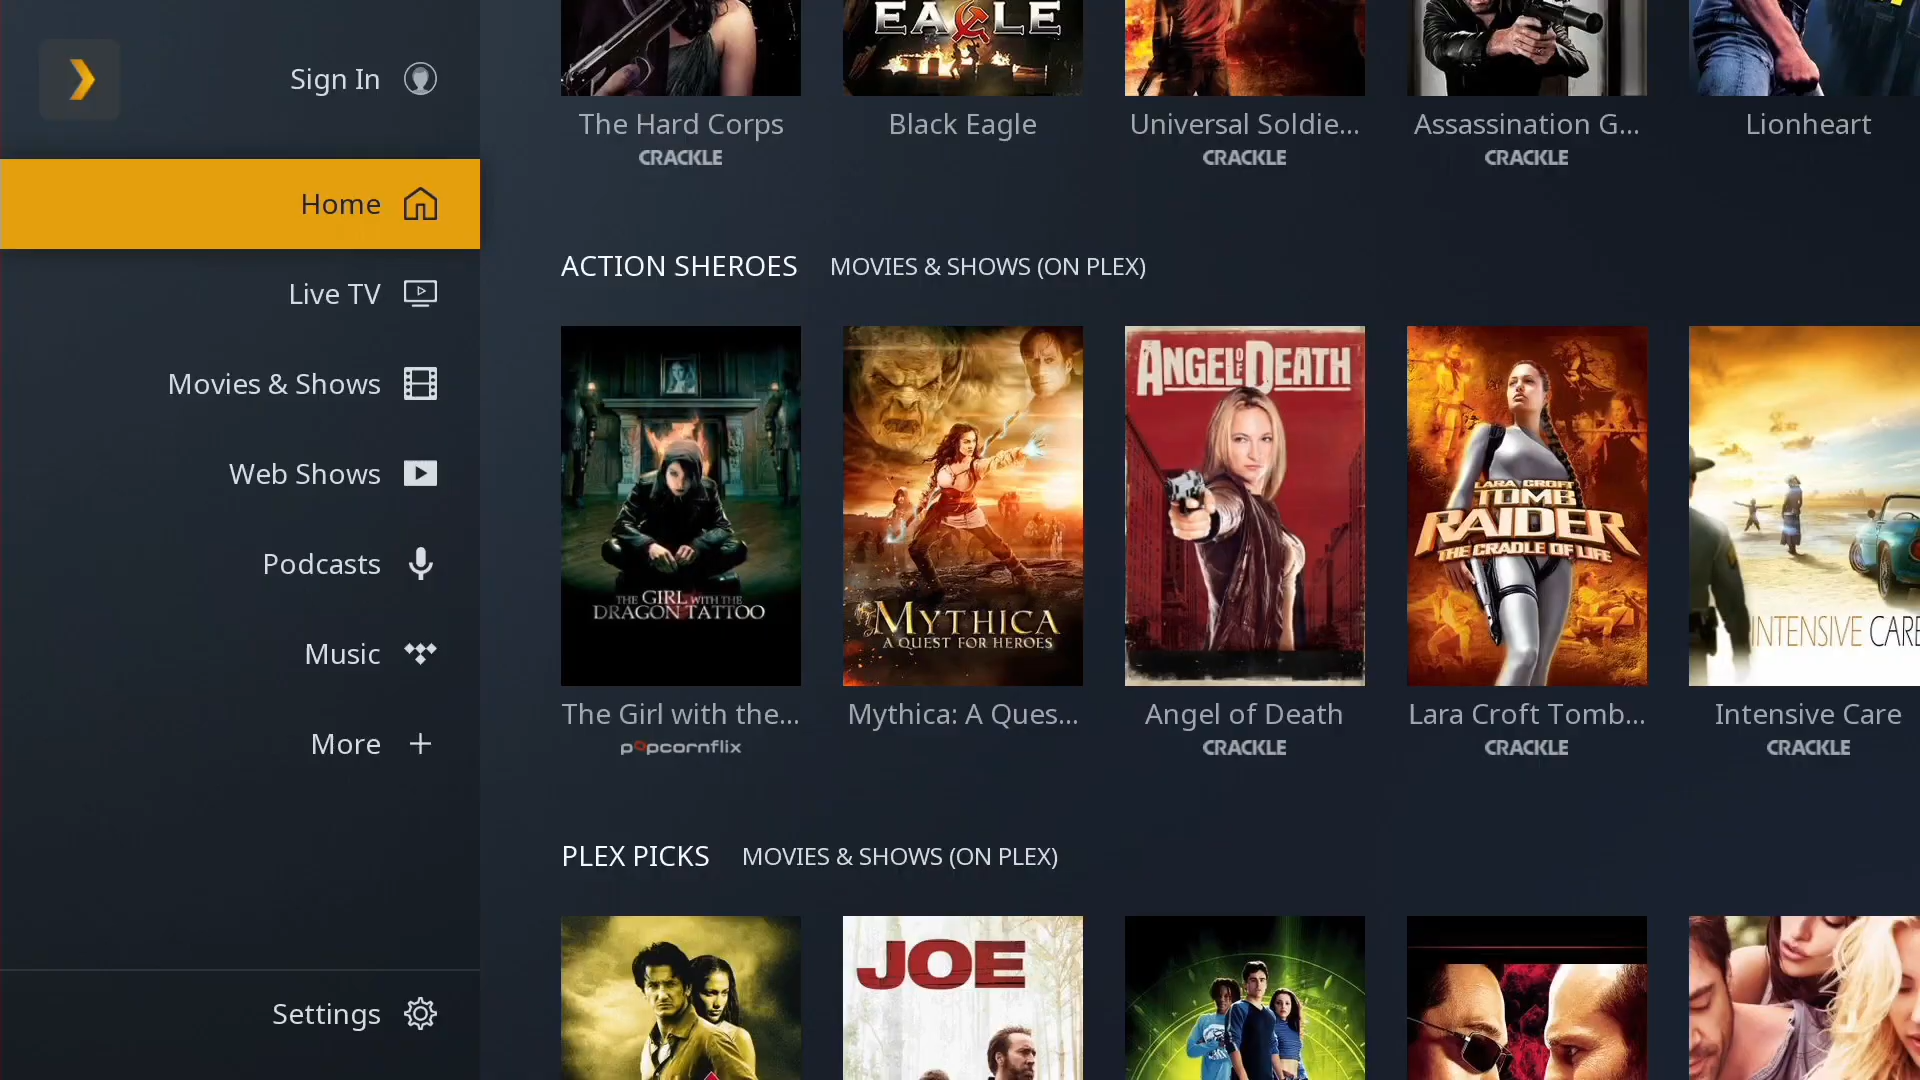 Sign In
Home
Live TV
Movies & Shows
Web Shows
Podcasts
Music
More
Settings
EAGLE
The Hard Corps
CRACKLE
Black Eagle
Universal Soldie...
CRACKLE
Assassination G...
CRACKLE
Lionheart
ACTION SHEROES MOVIES & SHOWS (ON PLEX)
THE GIRL WITH THE
DRAGON TATTOO
MYTHICA
A QUEST FOR HEROES
ANGEL OF DEATH
LARA CROFT
TOMB
RAIDER
THE CRADLE OF LIFE
INTENSIVE CARE
The Girl with the...
popcornflix
Mythica: A Ques...
Angel of Death
CRACKLE
Lara Croft Tomb...
CRACKLE
Intensive Care
CRACKLE
PLEX PICKS MOVIES & SHOWS (ON PLEX)
JOE